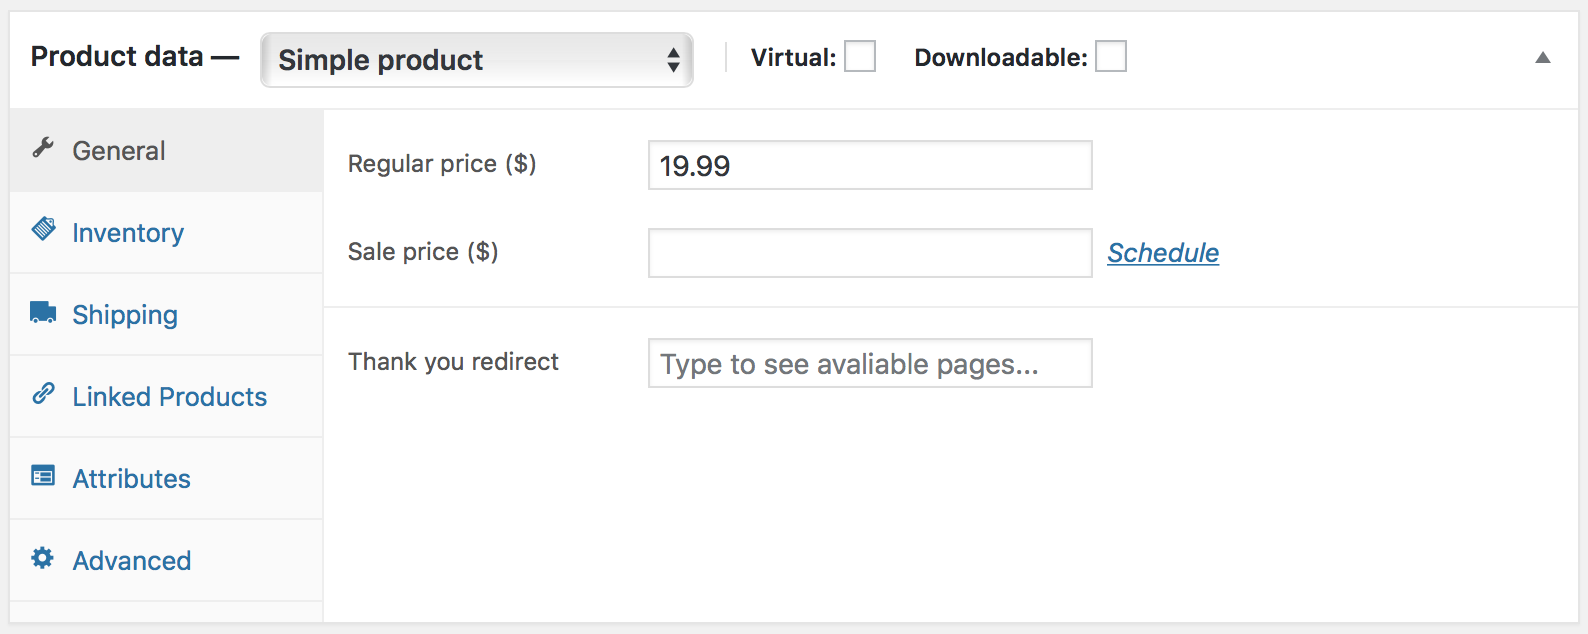 Product data — Simple product Virtual: Downloadable:
General
Inventory
Shipping
Linked Products
Attributes
Advanced
Regular price ($) 19.99
Sale price ($) Schedule
Thank you redirect Type to see avaliable pages...